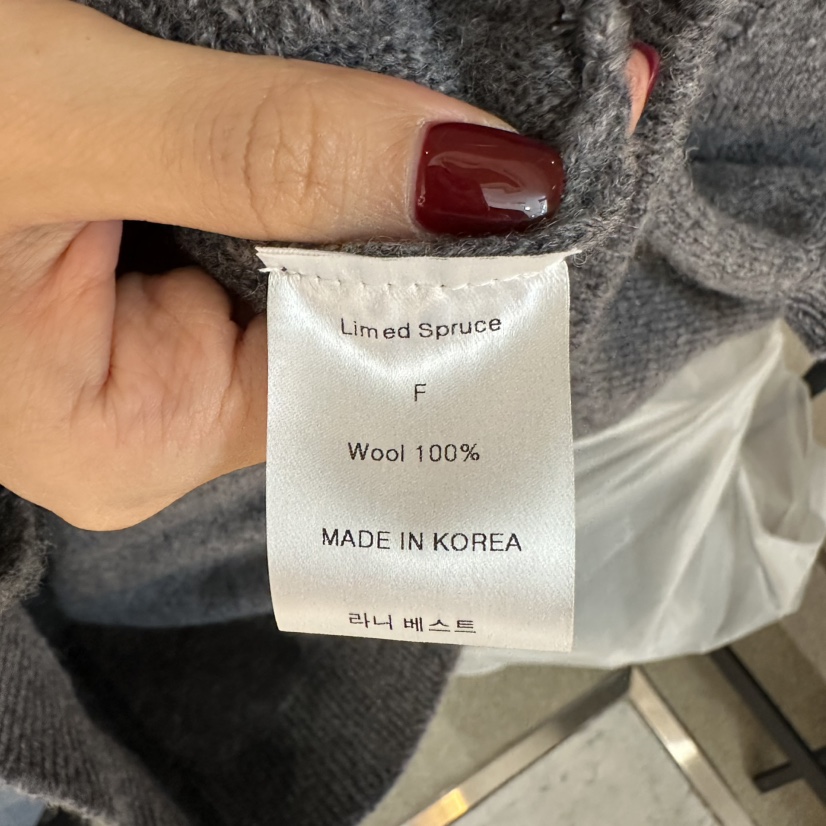 Limed Spruce
F
Wool 100%
MADE IN KOREA
라니 베스트